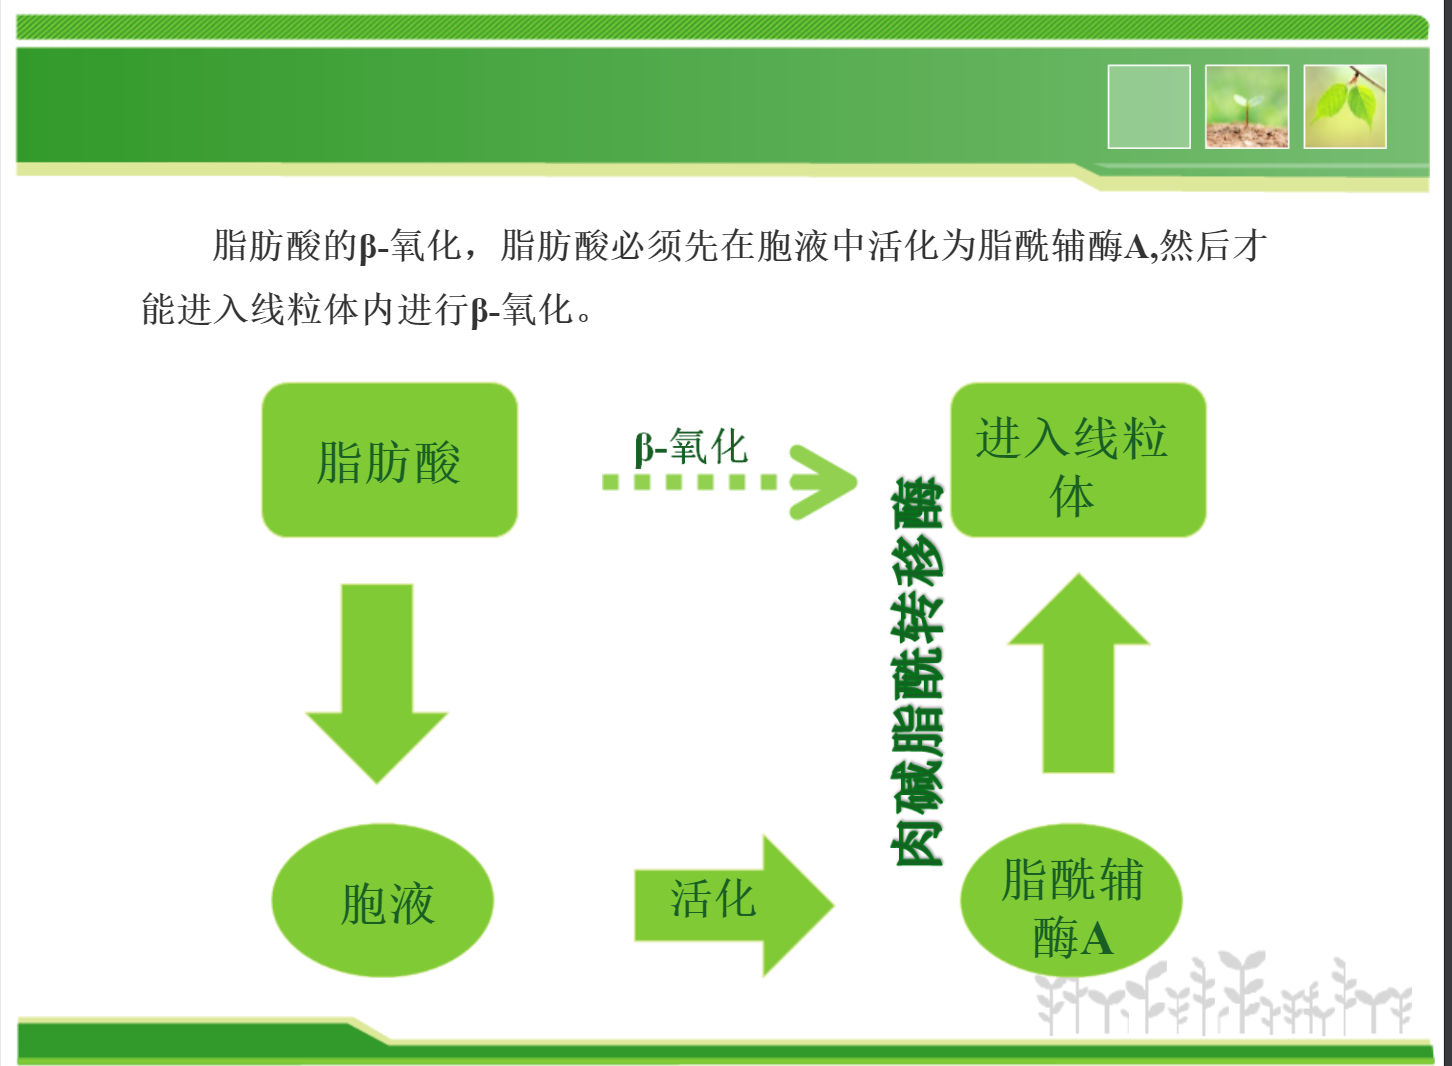 脂肪酸的β-氧化，脂肪酸必须先在胞液中活化为脂酰辅酶A,然后才
能进入线粒体内进行β-氧化。
脂肪酸
β-氧化
进入线粒
体
肉碱脂酰转移酶
胞液
活化
脂酰辅
酶A